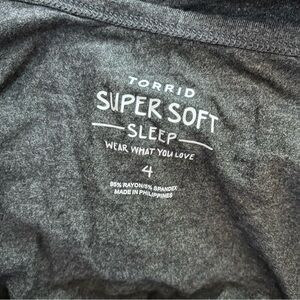 TORRID
SUPER SOFT
SLEEP
WEAR WHAT YOU LOVE
4
95% RAYON/5% SPANDEX
MADE IN PHILIPPINES